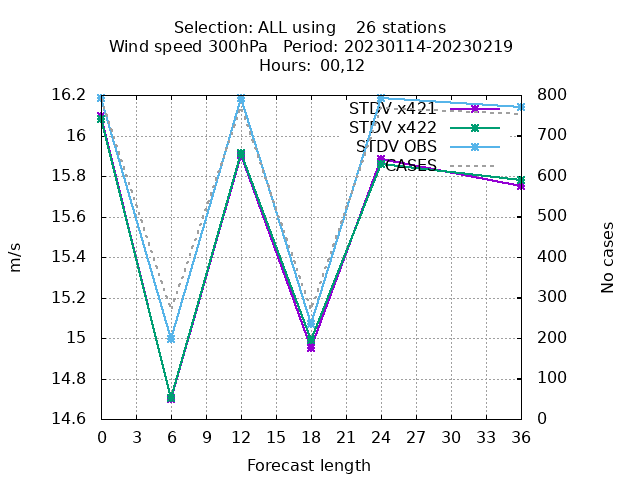 Selection: ALL using    26 stations
Wind speed 300hPa   Period: 20230114-20230219
Hours: 00,12
16.2
16
15.8
15.6
15.4
15.2
15
14.8
14.6
800
700
600
500
400
300
200
100
0
STDV x421
STDV x422
STDV OBS
CASES
m/s
No cases
0 3 6 9 12 15 18 21 24 27 30 33 36
Forecast length